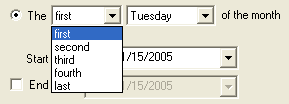 The first Tuesday of the month
first
second
third
fourth
last
Start 1/15/2005
End 1/15/2005